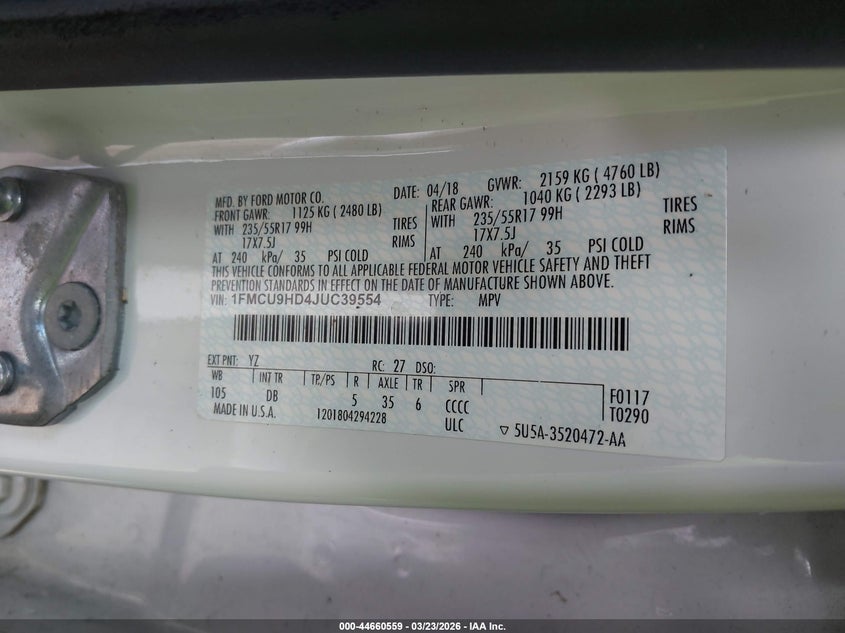 MFD. BY FORD MOTOR CO. DATE: 04/18 GVWR: 2159 KG ( 4760 LB)
FRONT GAWR: 1125 KG ( 2480 LB) REAR GAWR: 1040 KG ( 2293 LB)
WITH 235/55R17 99H TIRES WITH 235/55R17 99H TIRES
17X7.5J RIMS 17X7.5J RIMS
AT 240 kPa/ 35 PSI COLD AT 240 kPa/ 35 PSI COLD
THIS VEHICLE CONFORMS TO ALL APPLICABLE FEDERAL MOTOR VEHICLE SAFETY AND THEFT
PREVENTION STANDARDS IN EFFECT ON THE DATE OF MANUFACTURE SHOWN ABOVE.
VIN: 1FMCU9HD4JUC39554 TYPE: MPV
EXT PNT: YZ RC: 27 DSO:
WB INT TR TP/PS R AXLE TR SPR
105 DB 5 35 6 CCCC F0117
MADE IN U.S.A. 1201804294228 ULC T0290
▽ 5U5A-3520472-AA
000-44660559 - 03/23/2026 - IAA Inc.